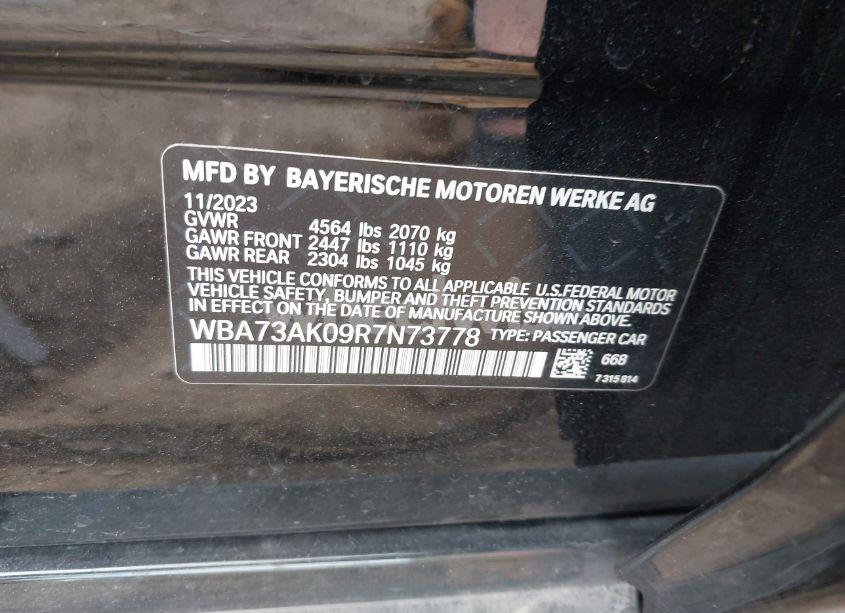 MFD BY BAYERISCHE MOTOREN WERKE AG
11/2023
GVWR 4564 lbs 2070 kg
GAWR FRONT 2447 lbs 1110 kg
GAWR REAR 2304 lbs 1045 kg
THIS VEHICLE CONFORMS TO ALL APPLICABLE U.S.FEDERAL MOTOR
VEHICLE SAFETY, BUMPER AND THEFT PREVENTION STANDARDS
IN EFFECT ON THE DATE OF MANUFACTURE SHOWN ABOVE.
WBA73AK09R7N73778 TYPE: PASSENGER CAR
668
7315814